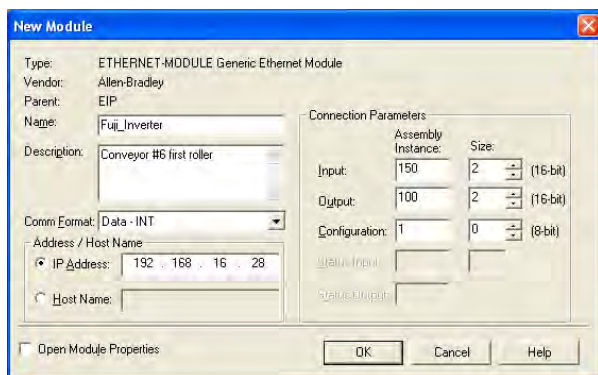 New Module
Type: ETHERNET-MODULE Generic Ethernet Module
Vendor: Allen-Bradley
Parent: EIP
Name: Fuji_Inverter
Description: Conveyor #6 first roller
Comm Format: Data - INT
Address / Host Name
IP Address: 192 . 168 . 16 . 28
Host Name:
Connection Parameters
Assembly Instance: Size:
Input: 150 2 (16-bit)
Output: 100 2 (16-bit)
Configuration: 1 0 (8-bit)
Status Input:
Status Output:
Open Module Properties
OK Cancel Help